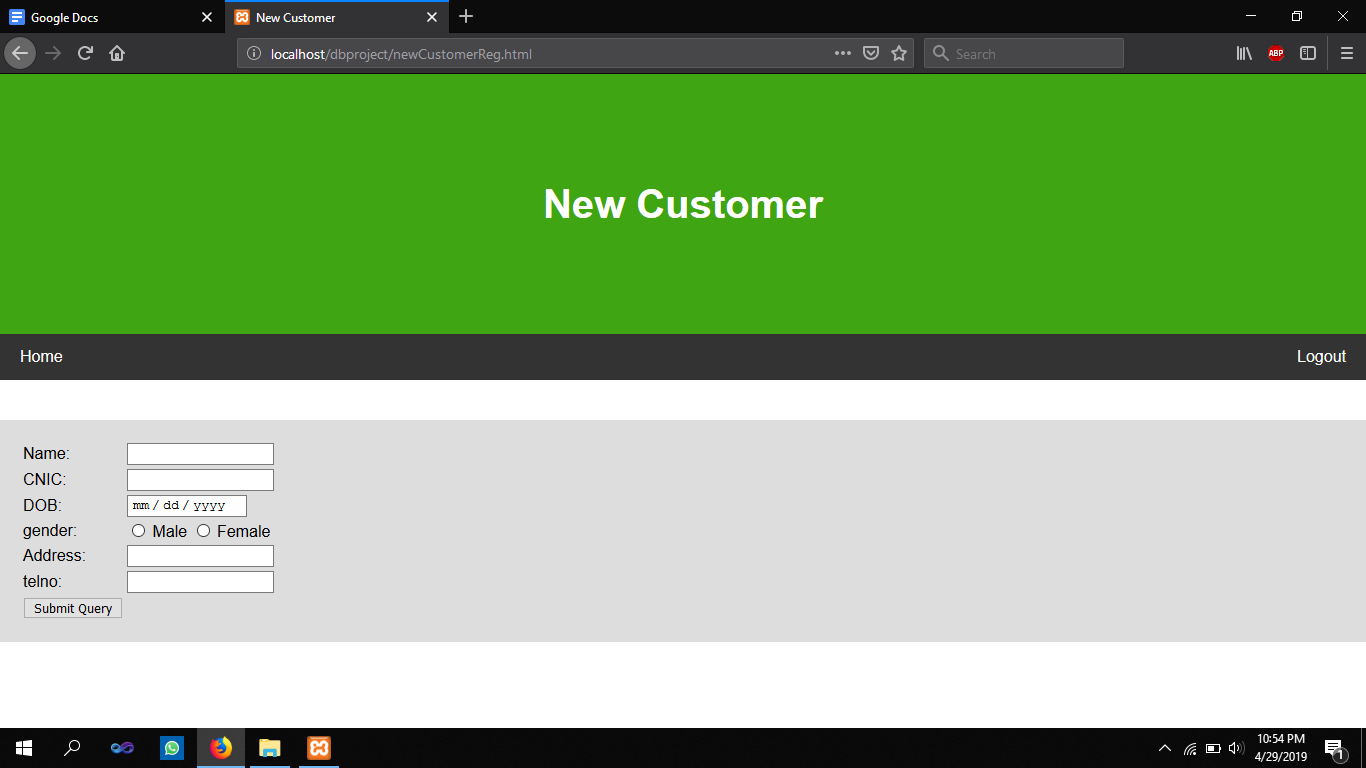 Google Docs
New Customer
localhost/dbproject/newCustomerReg.html
Search
ABP
New Customer
Home
Logout
Name:
CNIC:
DOB:
mm / dd / yyyy
gender:
Male
Female
Address:
telno:
Submit Query
10:54 PM
4/29/2019
1